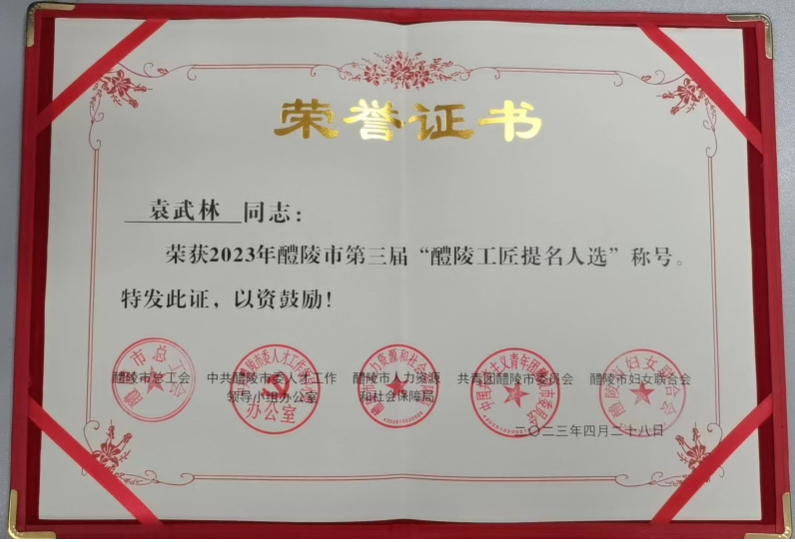 荣誉证书
袁武林 同志：
荣获2023年醴陵市第三届“醴陵工匠提名人选”称号。
特发此证，以资鼓励！
醴陵市总工会
中共醴陵市委人才工作
领导小组办公室
醴陵市人力资源
和社会保障局
共青团醴陵市委员会
醴陵市妇女联合会
办公室
二〇二三年四月二十八日